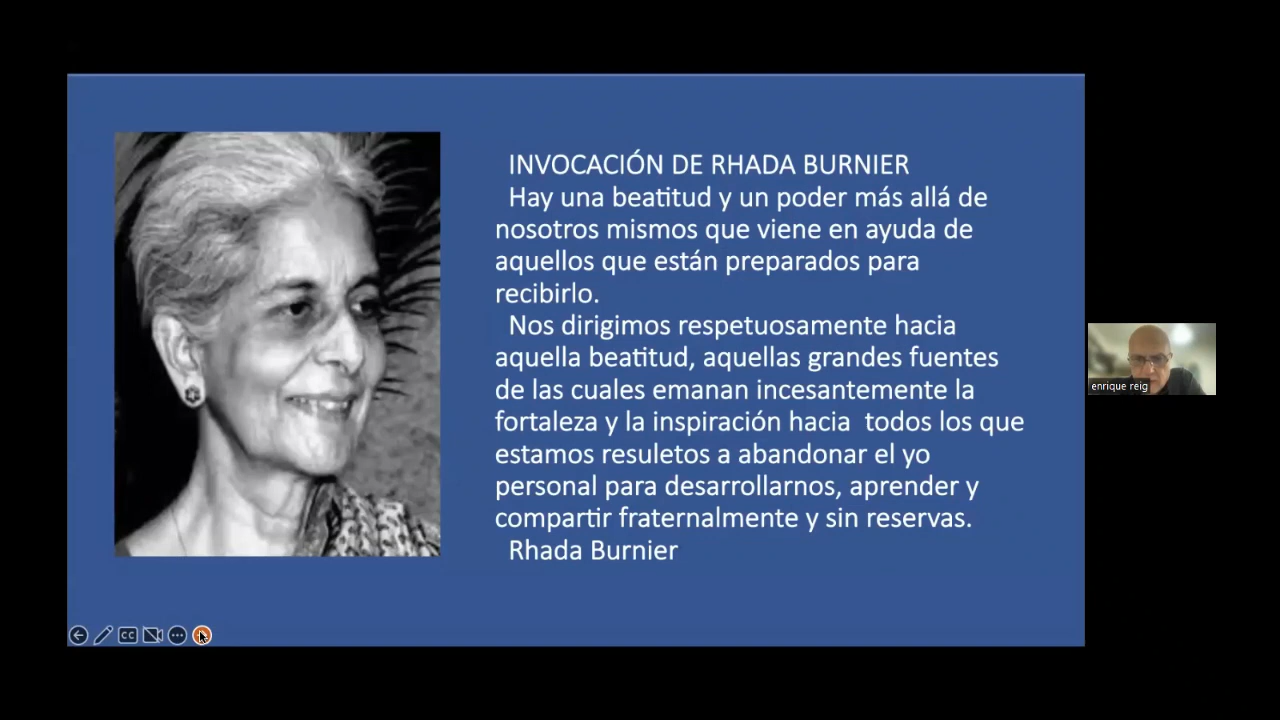 INVOCACIÓN DE RHADA BURNIER
Hay una beatitud y un poder más allá de
nosotros mismos que viene en ayuda de
aquellos que están preparados para
recibirlo.
Nos dirigimos respetuosamente hacia
aquella beatitud, aquellas grandes fuentes
de las cuales emanan incesantemente la
fortaleza y la inspiración hacia todos los que
estamos resuletos a abandonar el yo
personal para desarrollarnos, aprender y
compartir fraternalmente y sin reservas.
Rhada Burnier
enrique reig
CC